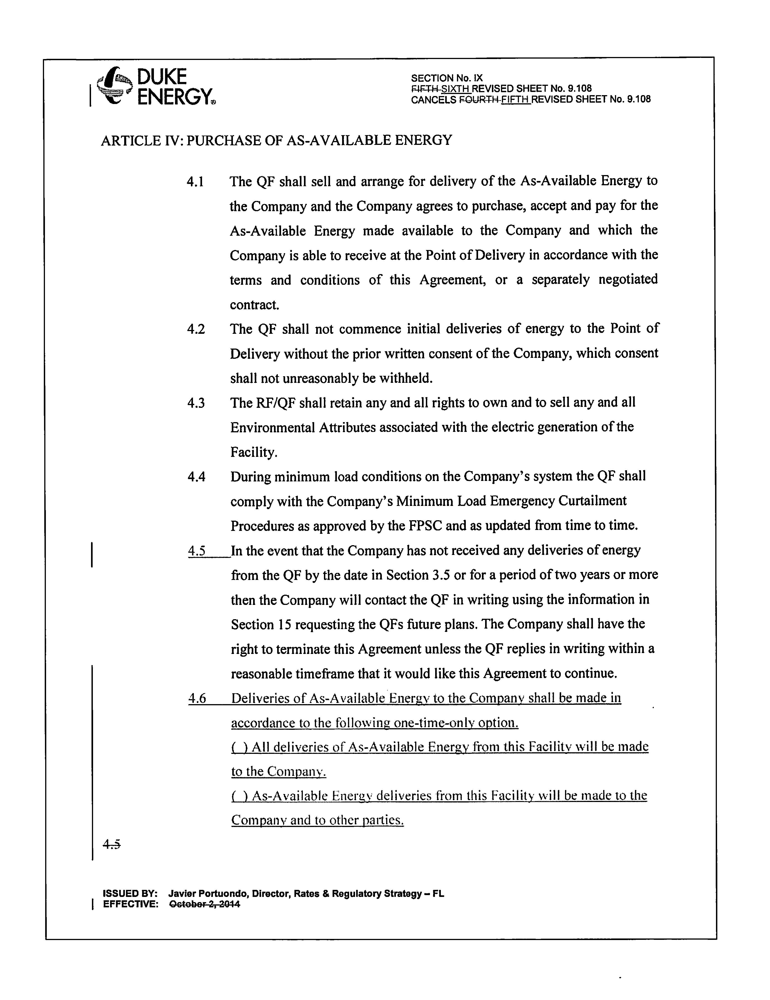 DUKE
ENERGY®
SECTION No. IX
FIFTH SIXTH REVISED SHEET No. 9.108
CANCELS FOURTH FIFTH REVISED SHEET No. 9.108
ARTICLE IV: PURCHASE OF AS-AVAILABLE ENERGY
4.1 The QF shall sell and arrange for delivery of the As-Available Energy to
the Company and the Company agrees to purchase, accept and pay for the
As-Available Energy made available to the Company and which the
Company is able to receive at the Point of Delivery in accordance with the
terms and conditions of this Agreement, or a separately negotiated
contract.
4.2 The QF shall not commence initial deliveries of energy to the Point of
Delivery without the prior written consent of the Company, which consent
shall not unreasonably be withheld.
4.3 The RF/QF shall retain any and all rights to own and to sell any and all
Environmental Attributes associated with the electric generation of the
Facility.
4.4 During minimum load conditions on the Company's system the QF shall
comply with the Company's Minimum Load Emergency Curtailment
Procedures as approved by the FPSC and as updated from time to time.
4.5 In the event that the Company has not received any deliveries of energy
from the QF by the date in Section 3.5 or for a period of two years or more
then the Company will contact the QF in writing using the information in
Section 15 requesting the QFs future plans. The Company shall have the
right to terminate this Agreement unless the QF replies in writing within a
reasonable timeframe that it would like this Agreement to continue.
4.6 Deliveries of As-Available Energy to the Company shall be made in
accordance to the following one-time-only option.
( ) All deliveries of As-Available Energy from this Facility will be made
to the Company.
( ) As-Available Energy deliveries from this Facility will be made to the
Company and to other parties.
4.5
ISSUED BY: Javier Portuondo, Director, Rates & Regulatory Strategy – FL
EFFECTIVE: October 2, 2014